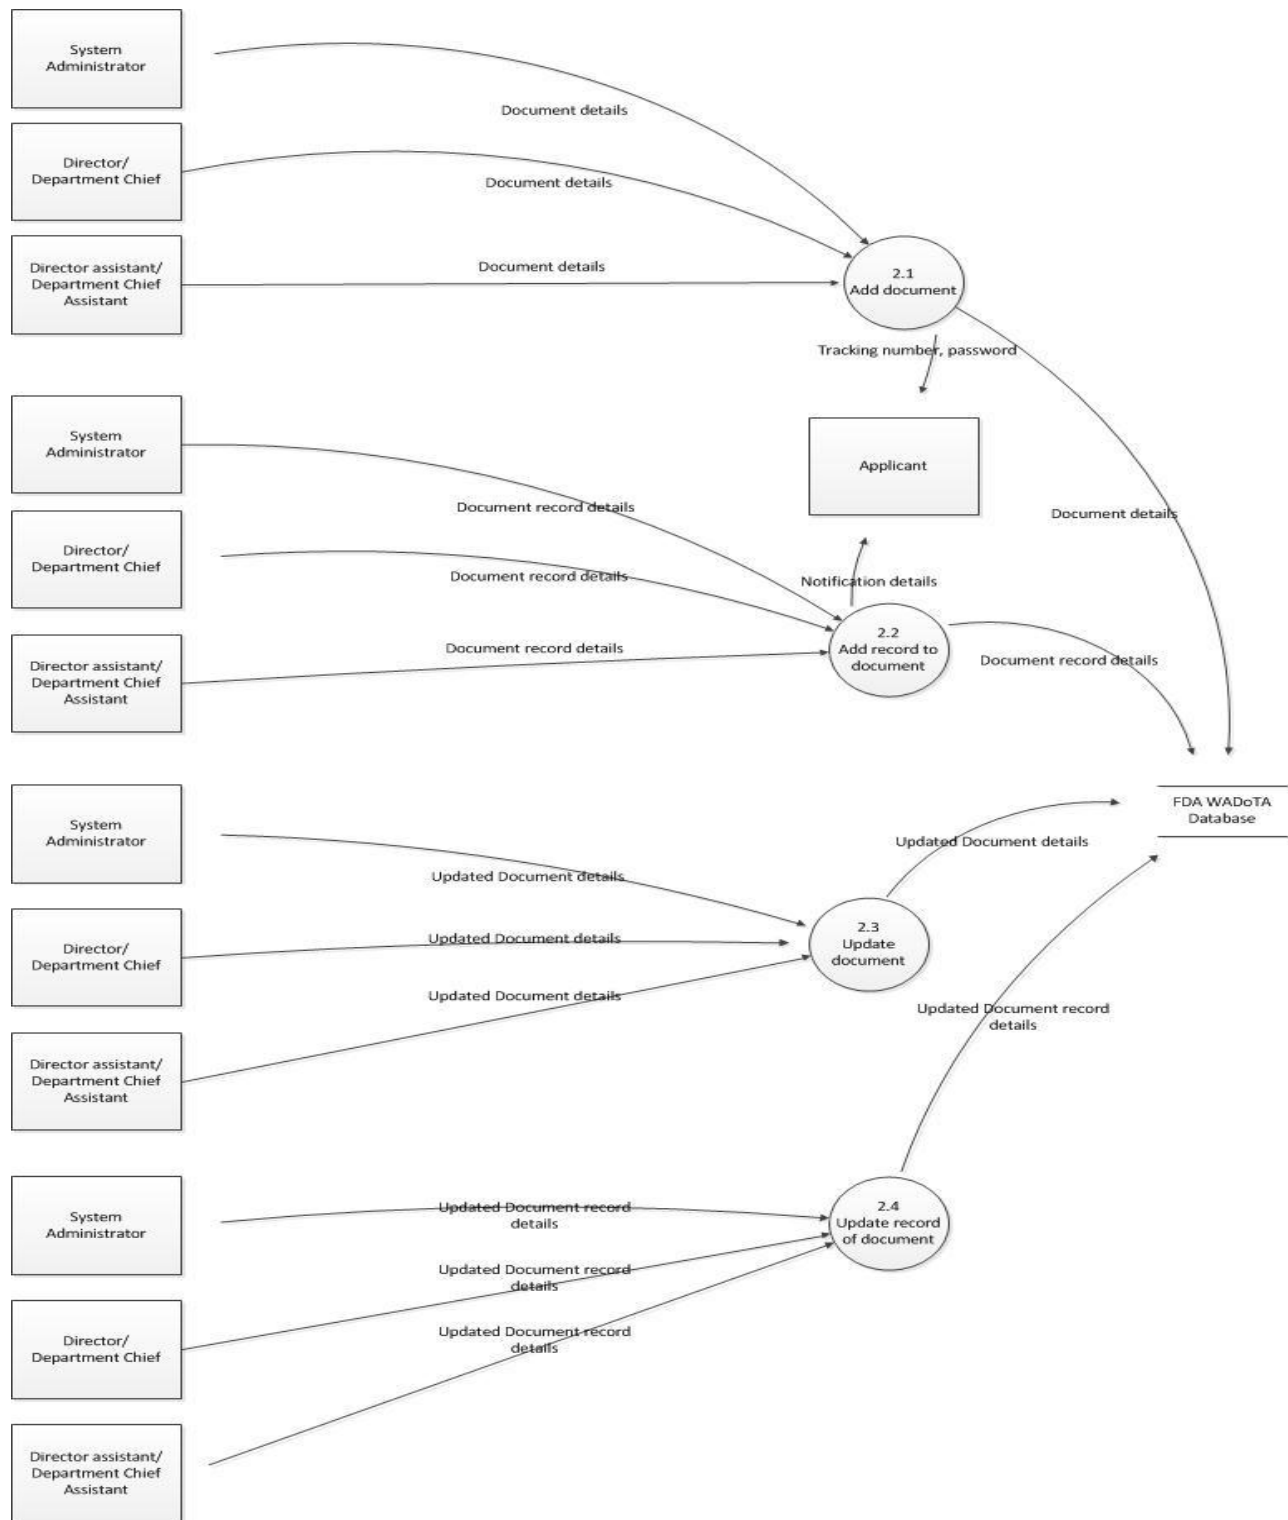 System
Administrator
Document details
Director/
Department Chief
Document details
Director assistant/
Department Chief
Assistant
Document details
2.1
Add document
Tracking number, password
System
Administrator
Applicant
Document record details
Document details
Director/
Department Chief
Document record details
Notification details
2.2
Add record to
document
Document record details
Director assistant/
Department Chief
Assistant
Document record details
FDA WADoTA
Database
System
Administrator
Updated Document details
Updated Document details
Director/
Department Chief
Updated Document details
2.3
Update
document
Updated Document details
Updated Document record
details
Director assistant/
Department Chief
Assistant
System
Administrator
Updated Document record
details
2.4
Update record
of document
Updated Document record
details
Director/
Department Chief
Updated Document record
details
Director assistant/
Department Chief
Assistant